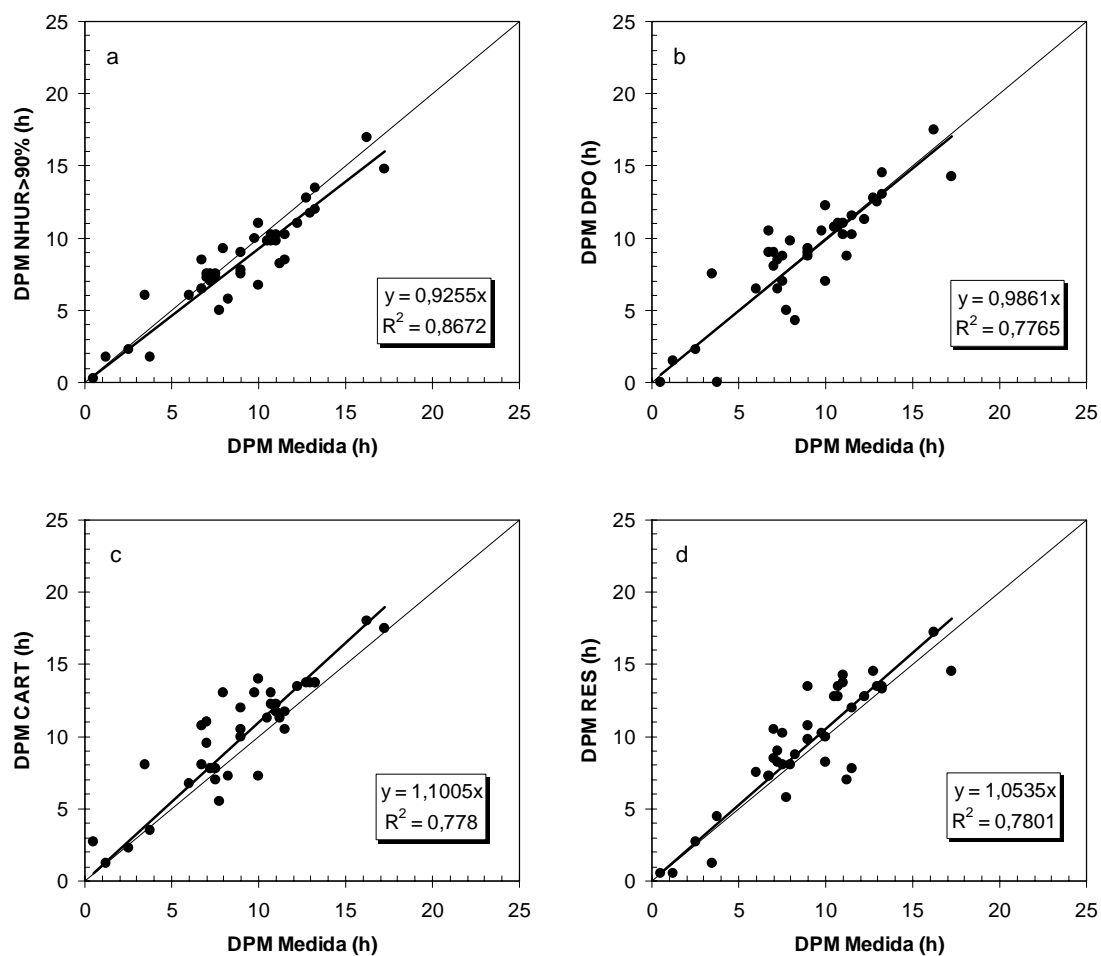 a
DPM NHUR>90% (h)
25
20
15
10
5
0
y = 0,9255x
R² = 0,8672
0 5 10 15 20 25
DPM Medida (h)
b
DPM DPO (h)
25
20
15
10
5
0
y = 0,9861x
R² = 0,7765
0 5 10 15 20 25
DPM Medida (h)
c
DPM CART (h)
25
20
15
10
5
0
y = 1,1005x
R² = 0,778
0 5 10 15 20 25
DPM Medida (h)
d
DPM RES (h)
25
20
15
10
5
0
y = 1,0535x
R² = 0,7801
0 5 10 15 20 25
DPM Medida (h)